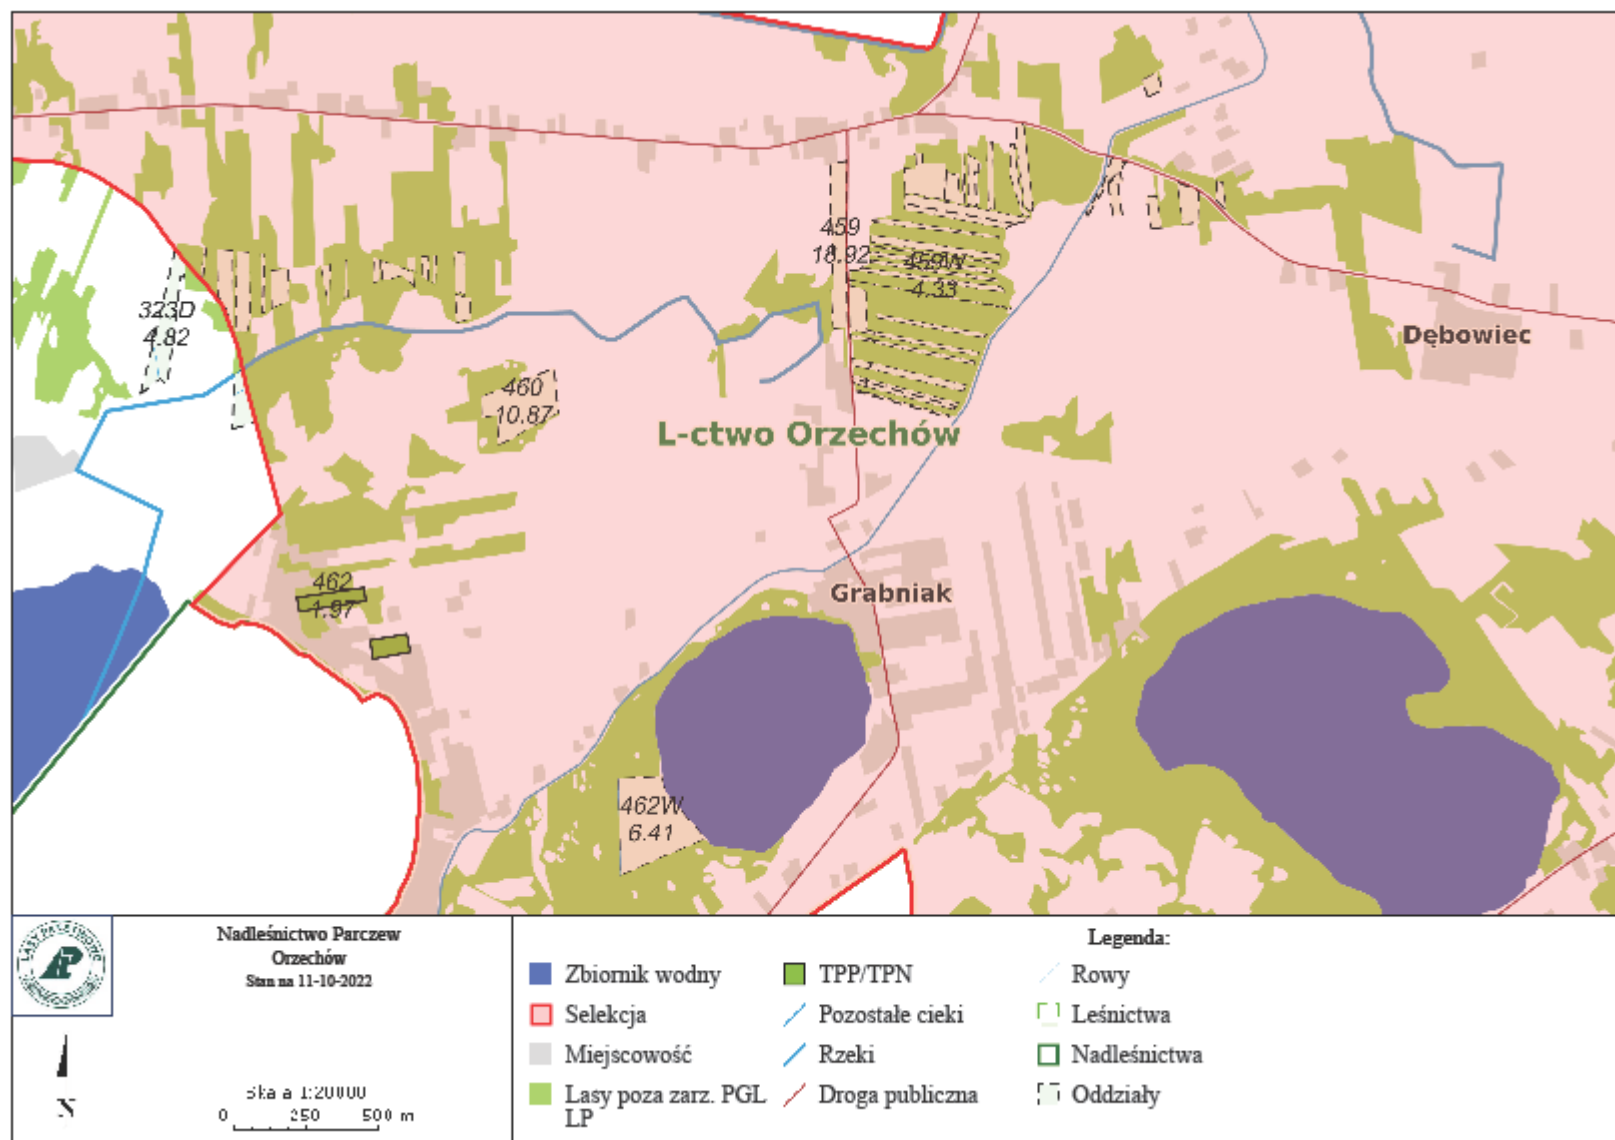 459
18.92
459W
4.33
323D
4.82
Dębowiec
460
10.87
L-ctwo Orzechów
462
1.97
Grabniak
462W
6.41
LASY PAŃSTWOWE
Nadleśnictwo Parczew
Orzechów
Stan na 11-10-2022
N
Skala 1:20000
0 250 500 m
Legenda:
Zbiornik wodny
Selekcja
Miejscowość
Lasy poza zarz. PGL
LP
TPP/TPN
Pozostałe cieki
Rzeki
Droga publiczna
Rowy
Leśnictwa
Nadleśnictwa
Oddziały